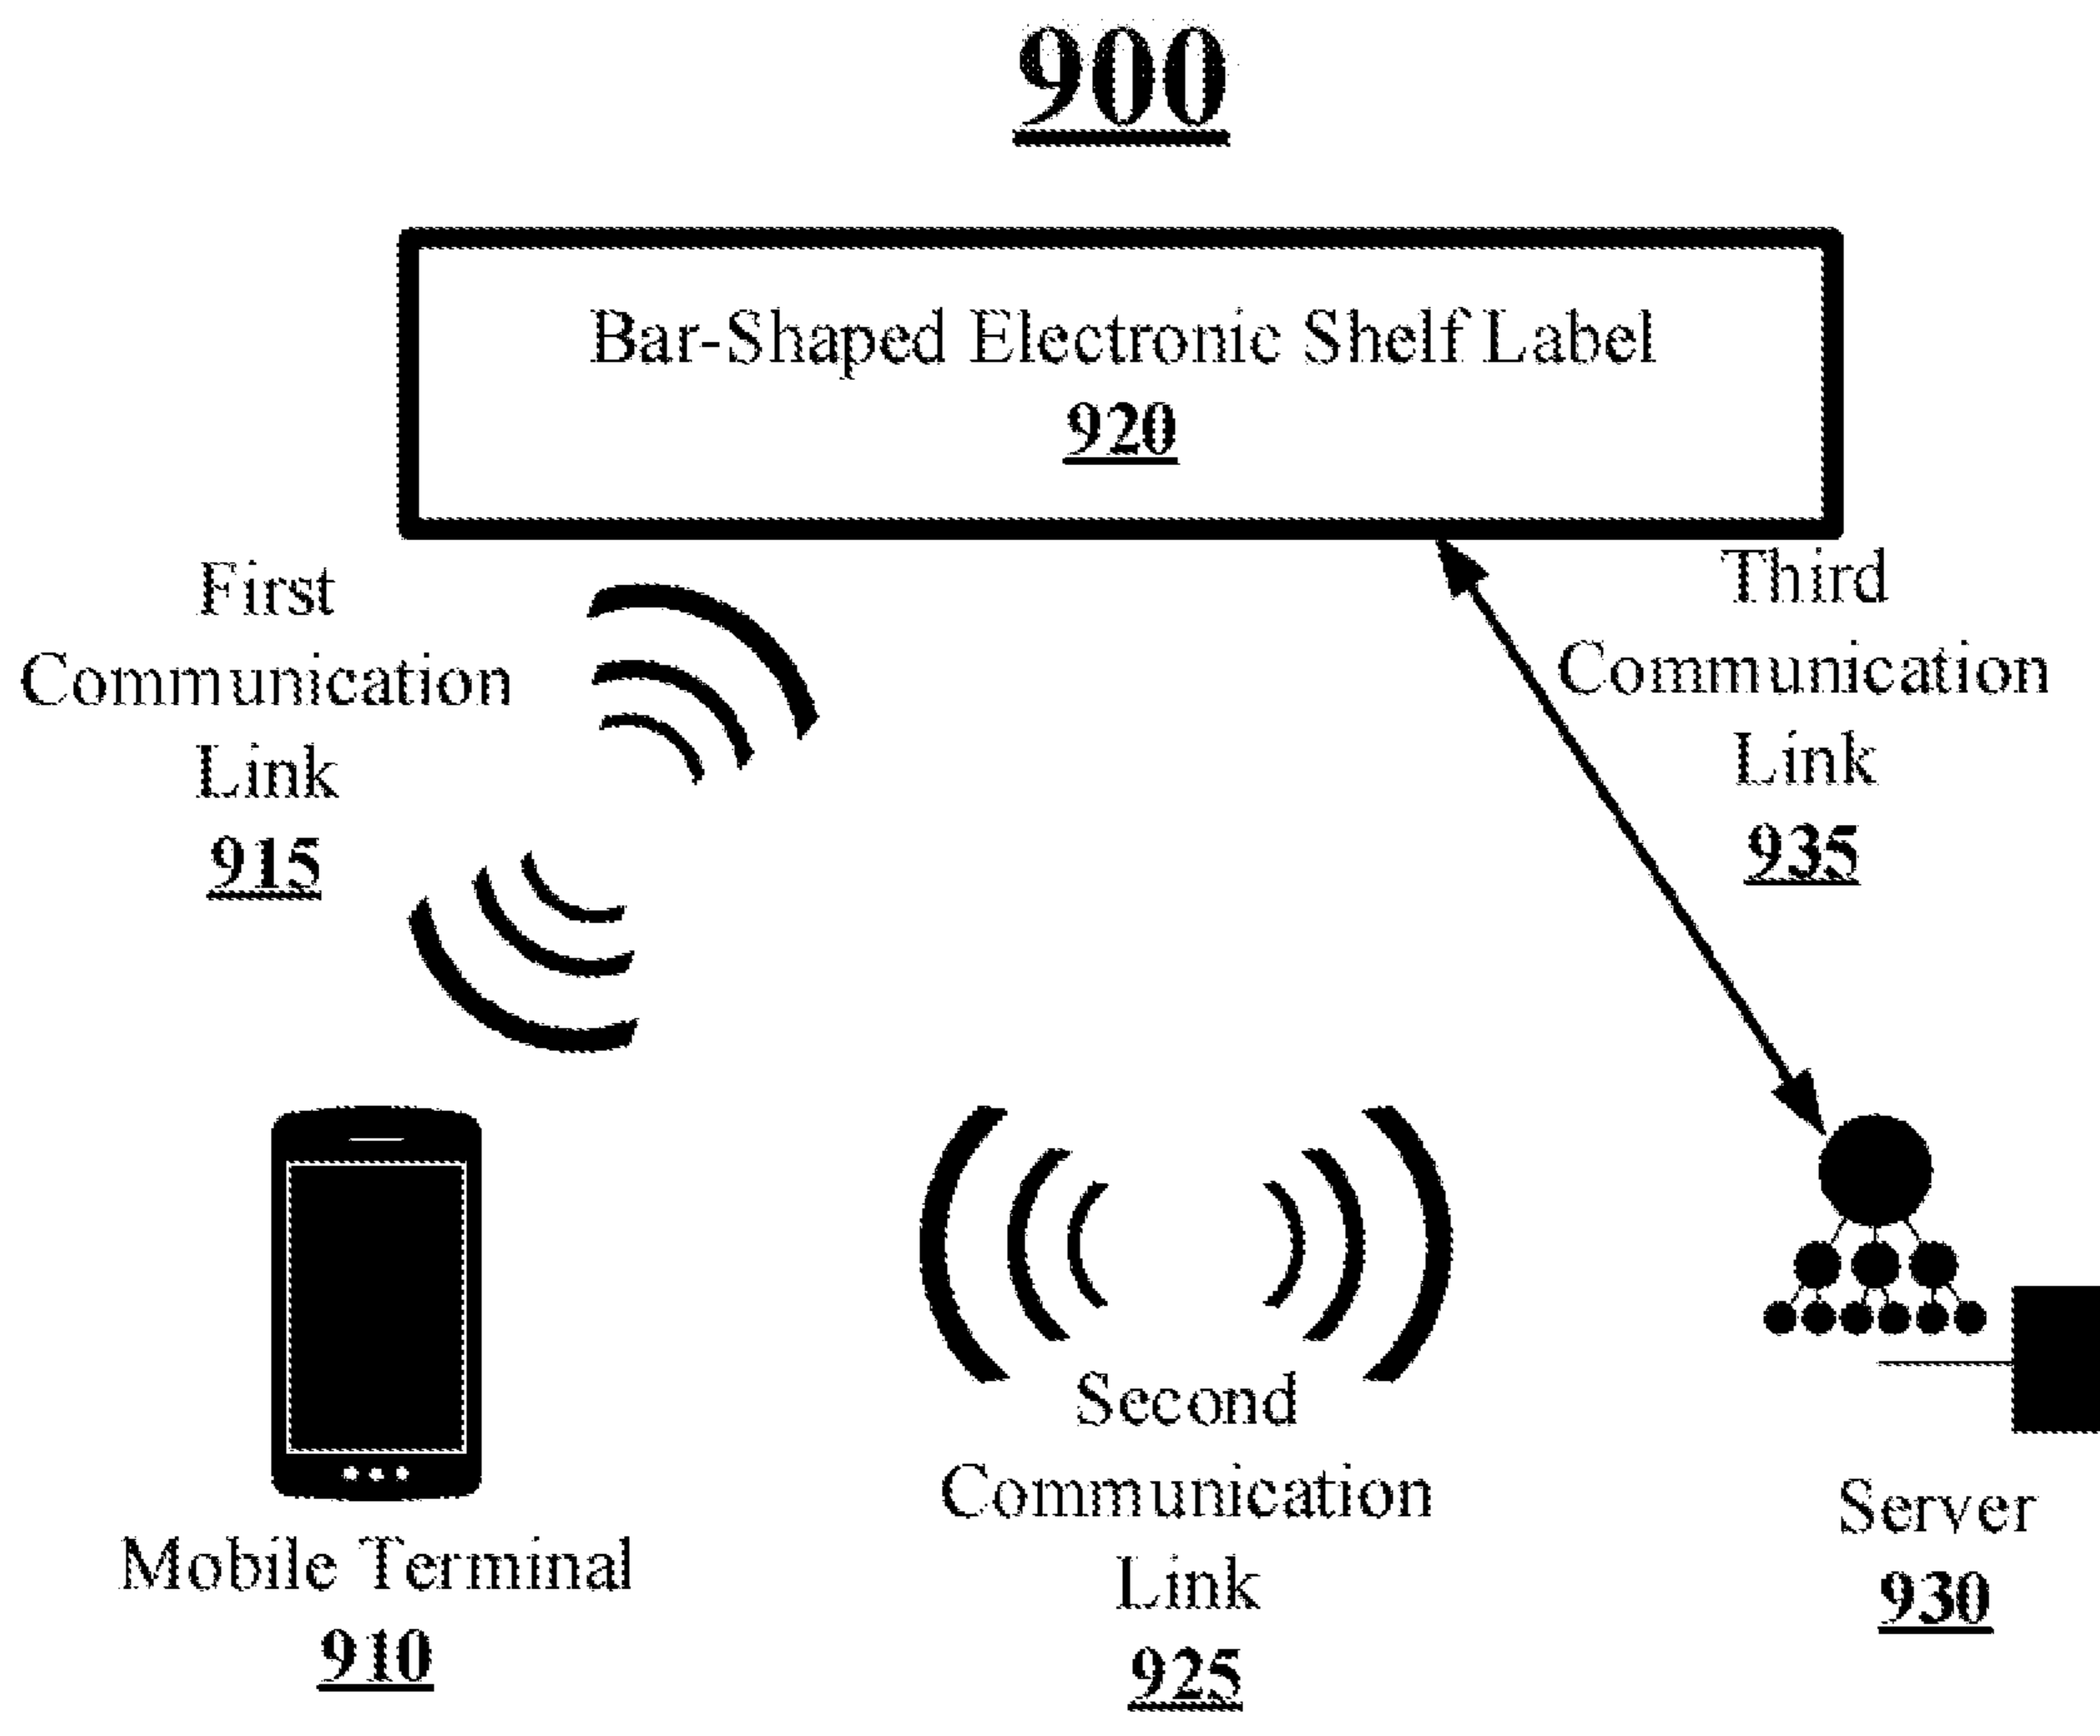 900
Bar-Shaped Electronic Shelf Label
920
First
Communication
Link
915
Third
Communication
Link
935
Mobile Terminal
910
Second
Communication
Link
925
Server
930